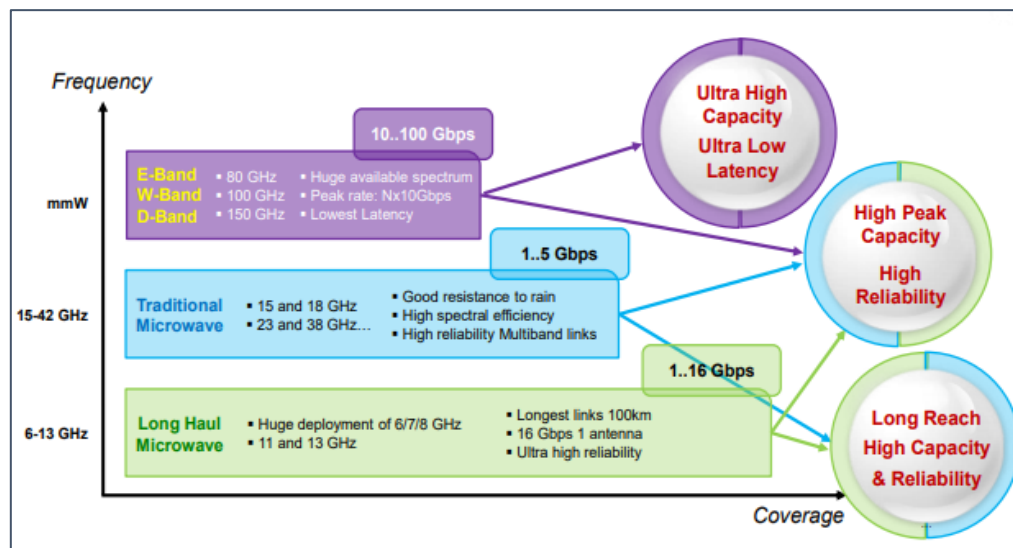 Frequency
10..100 Gbps
E-Band ▪ 80 GHz ▪ Huge available spectrum
W-Band ▪ 100 GHz ▪ Peak rate: Nx10Gbps
D-Band ▪ 150 GHz ▪ Lowest Latency
mmW
Ultra High
Capacity
Ultra Low
Latency
1..5 Gbps
Traditional
Microwave
▪ 15 and 18 GHz
▪ 23 and 38 GHz...
▪ Good resistance to rain
▪ High spectral efficiency
▪ High reliability Multiband links
15-42 GHz
High Peak
Capacity
High
Reliability
1..16 Gbps
Long Haul
Microwave
▪ Huge deployment of 6/7/8 GHz
▪ 11 and 13 GHz
▪ Longest links 100km
▪ 16 Gbps 1 antenna
▪ Ultra high reliability
6-13 GHz
Long Reach
High Capacity
& Reliability
Coverage